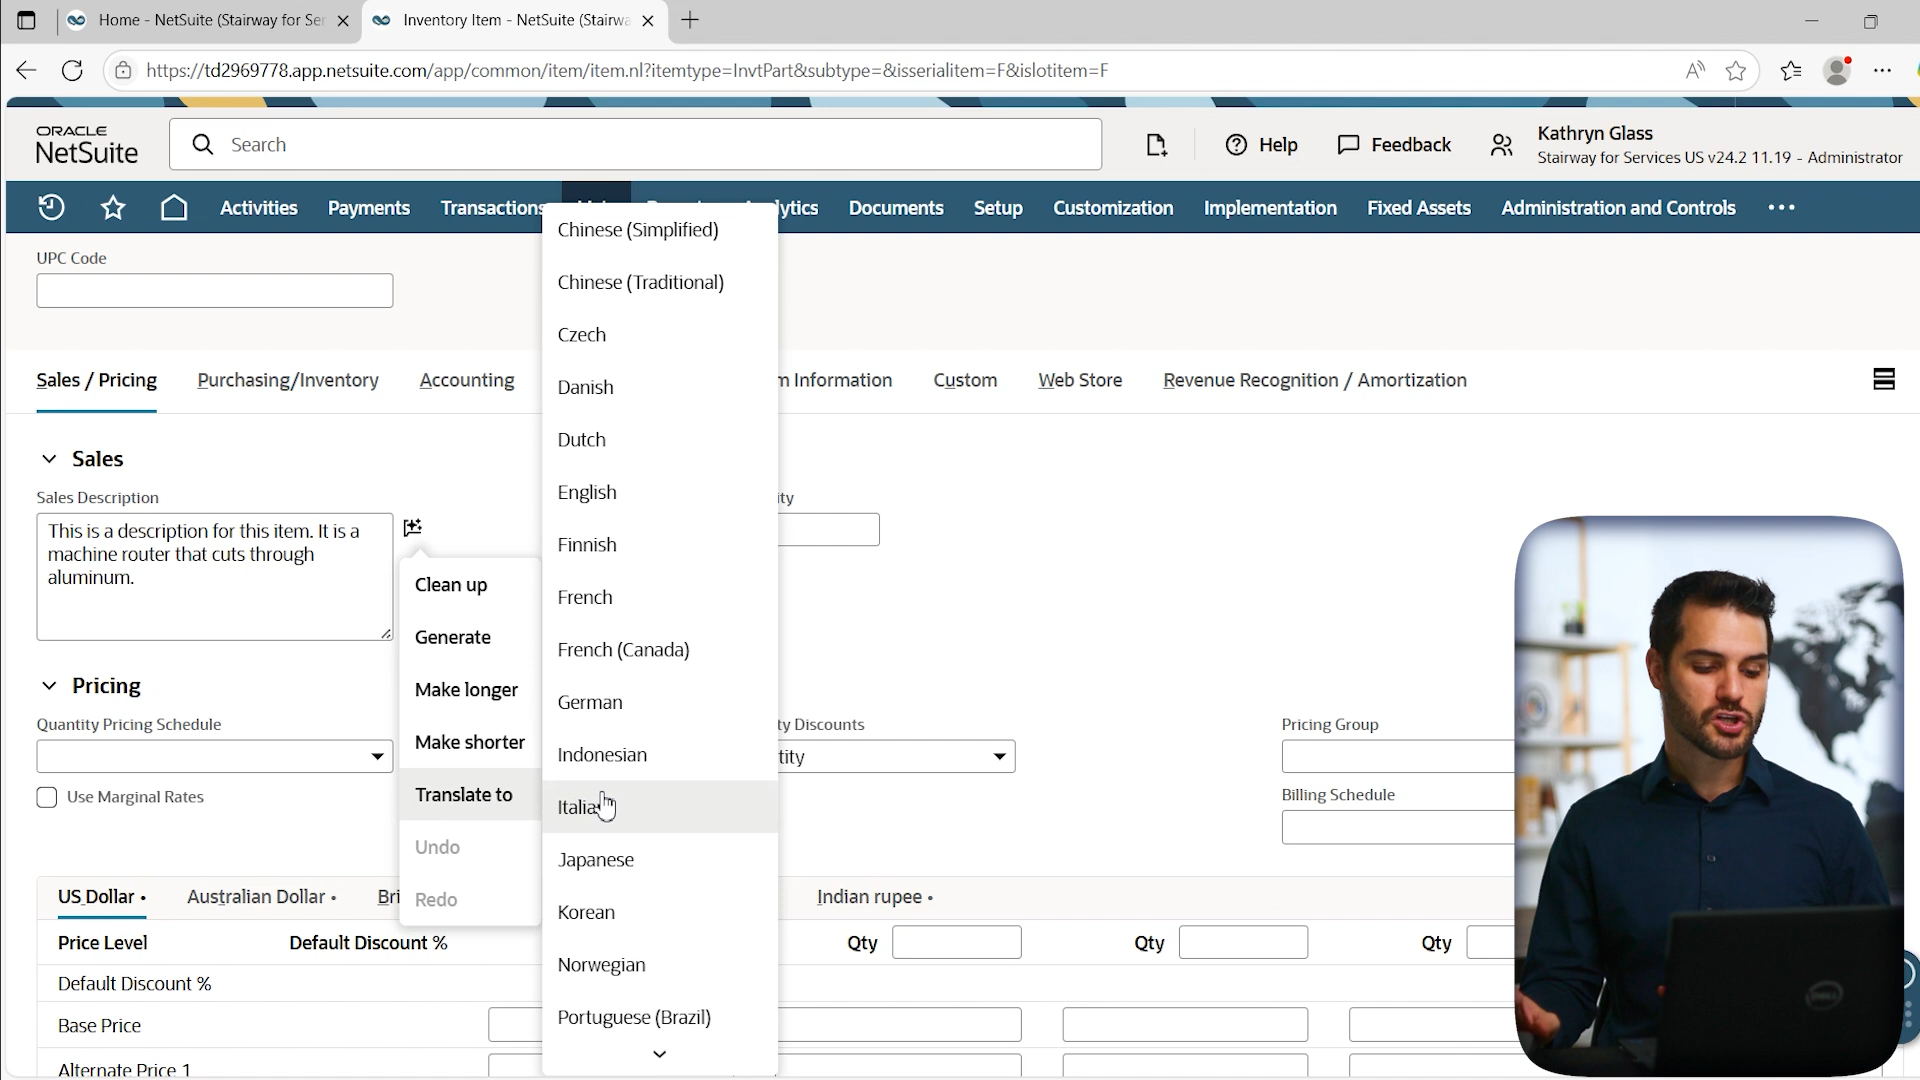 Home - NetSuite (Stairway for Ser
Inventory Item - NetSuite (Stairwa
https://td2969778.app.netsuite.com/app/common/item/item.nl?itemtype=InvtPart&subtype=&isserialitem=F&islotitem=F
ORACLE
NetSuite
Search
Help
Feedback
Kathryn Glass
Stairway for Services US v24.2 11.19 - Administrator
Activities
Payments
Transactions
lytics
Documents
Setup
Customization
Implementation
Fixed Assets
Administration and Controls
UPC Code
Sales / Pricing
Purchasing/Inventory
Accounting
m Information
Custom
Web Store
Revenue Recognition / Amortization
Sales
Sales Description
This is a description for this item. It is a
machine router that cuts through
aluminum.
ity
Clean up
Generate
Make longer
Make shorter
Translate to
Undo
Redo
Chinese (Simplified)
Chinese (Traditional)
Czech
Danish
Dutch
English
Finnish
French
French (Canada)
German
Indonesian
Italia
Japanese
Korean
Norwegian
Portuguese (Brazil)
Pricing
Quantity Pricing Schedule
ty Discounts
tity
Pricing Group
Use Marginal Rates
Billing Schedule
US Dollar •
Australian Dollar •
Bri
Indian rupee •
Price Level
Default Discount %
Qty
Qty
Qty
Default Discount %
Base Price
Alternate Price 1
DELL